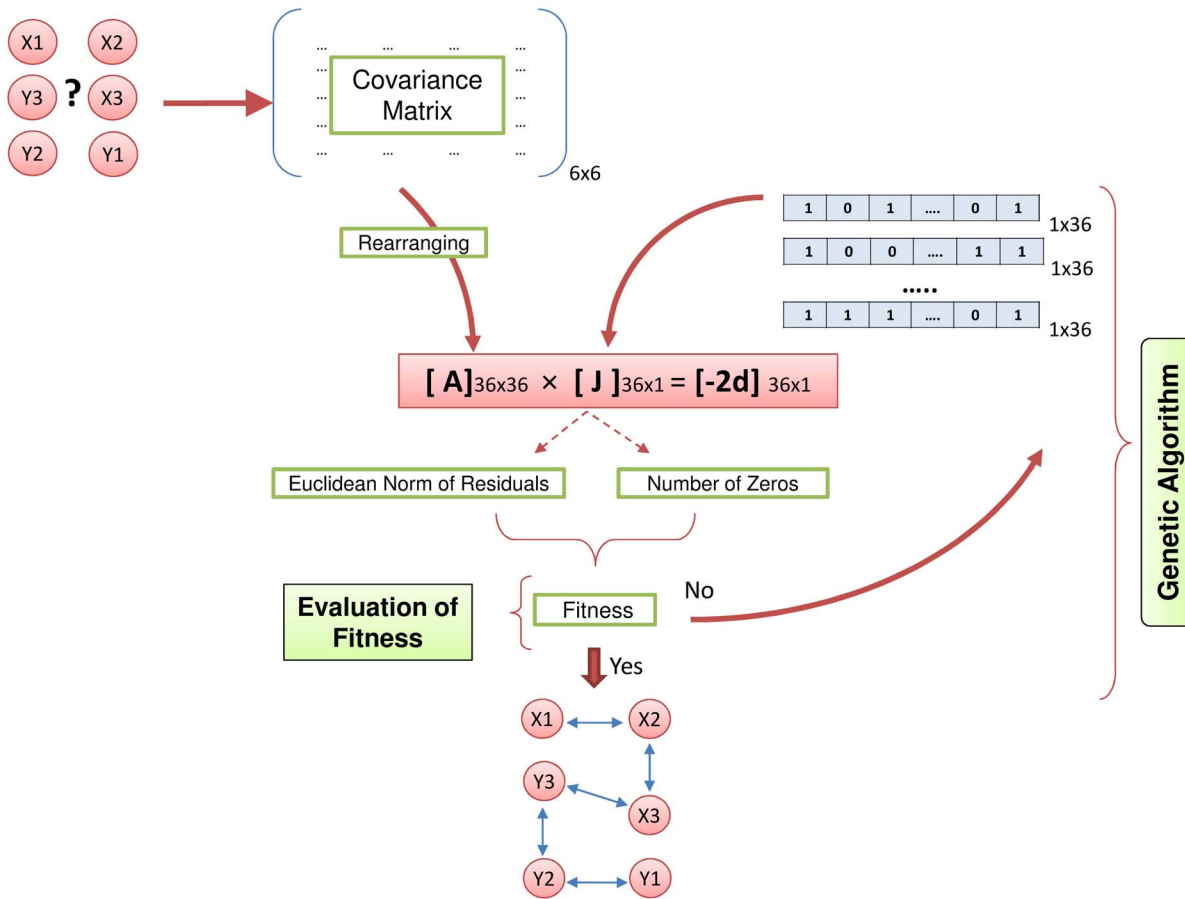 X1 X2
Y3 ? X3
Y2 Y1
... ... ... ...
... ...
Covariance
Matrix
... ...
... ...
... ... ... ...
6x6
Rearranging
1 0 1 .... 0 1
1x36
1 0 0 .... 1 1
1x36
.....
1 1 1 .... 0 1
1x36
[ A]36x36 × [ J ]36x1 = [-2d] 36x1
Euclidean Norm of Residuals
Number of Zeros
Genetic Algorithm
Evaluation of
Fitness
Fitness
No
Yes
X1 X2
Y3
X3
Y2 Y1